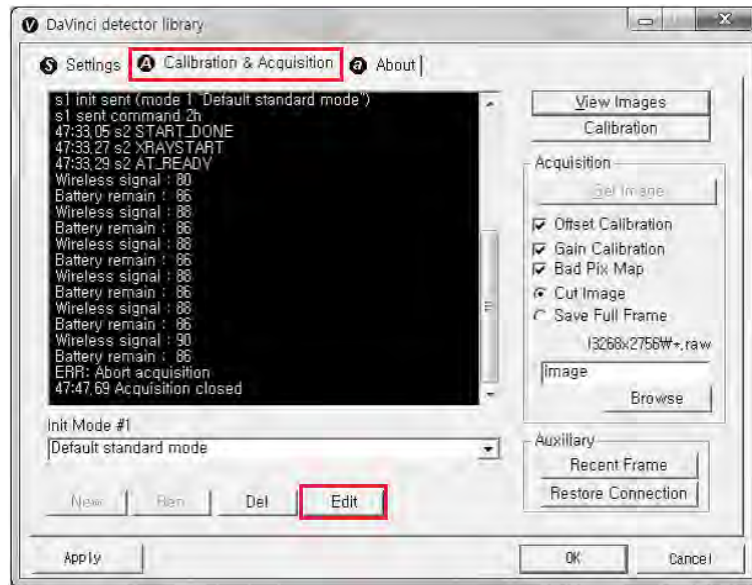 DaVinci detector library
Settings
Calibration & Acquisition
About
s1 init sent (mode 1 "Default standard mode")
s1 sent command 2h
47:33,05 s2 START_DONE
47:33,27 s2 XRAYSTART
47:33,29 s2 AT_READY
Wireless signal : 80
Battery remain : 86
Wireless signal : 88
Battery remain : 86
Wireless signal : 88
Battery remain : 86
Wireless signal : 88
Battery remain : 86
Wireless signal : 88
Battery remain : 86
Wireless signal : 90
Battery remain : 86
ERR: Abort acquisition
47:47,69 Acquisition closed
Init Mode #1
Default standard mode
New
Ren
Del
Edit
View Images
Calibration
Acquisition
Get Image
Offset Calibration
Gain Calibration
Bad Pix Map
Cut Image
Save Full Frame
I3268x2756₩*,raw
image
Browse
Auxiliary
Recent Frame
Restore Connection
Apply
OK
Cancel